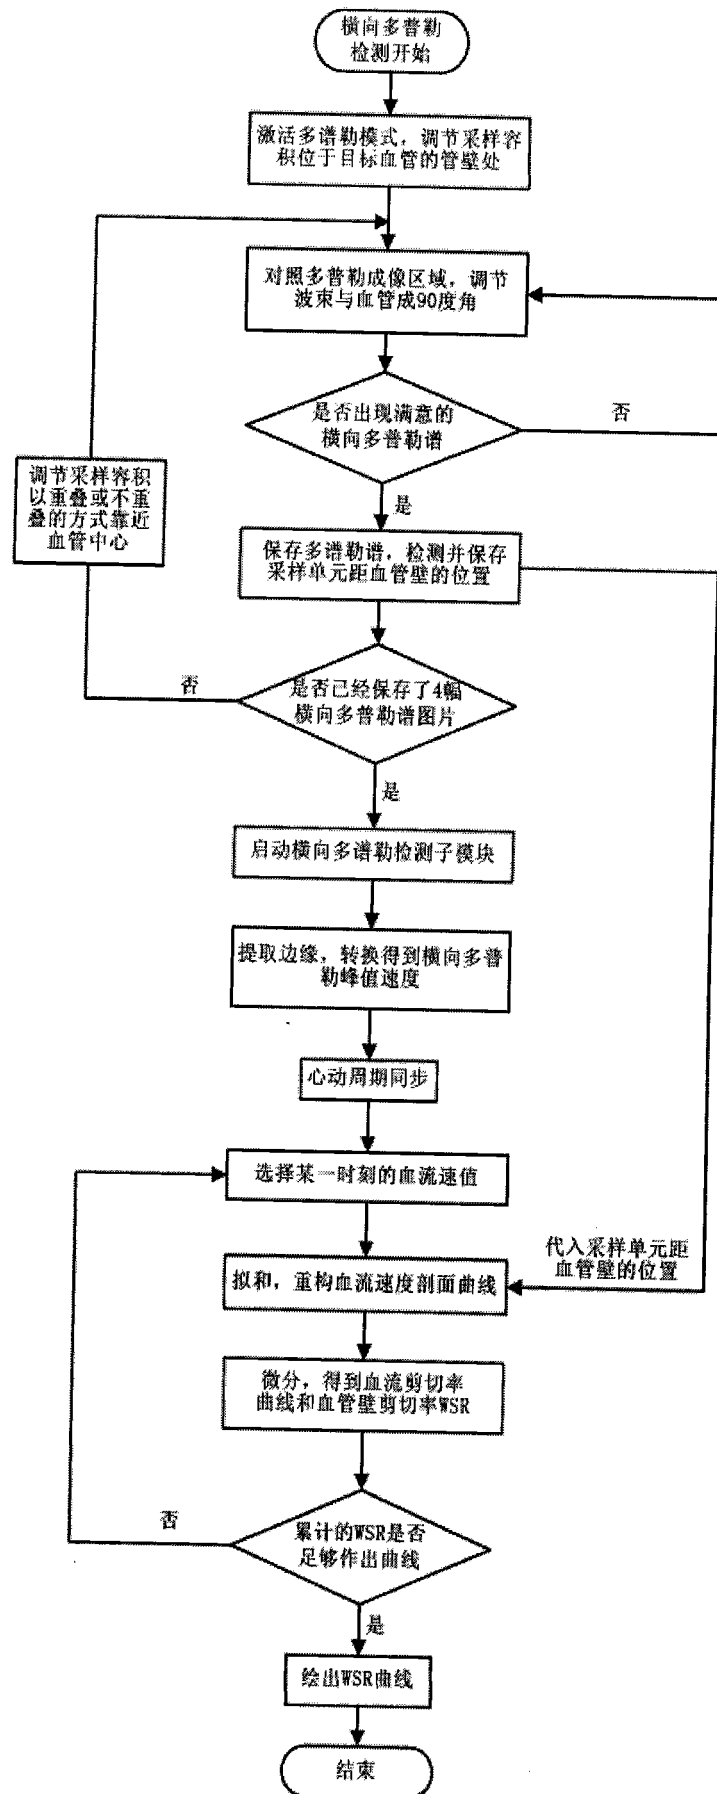 横向多普勒
检测开始
激活多谱勒模式，调节采样容
积位于目标血管的管壁处
对照多普勒成像区域，调节
波束与血管成90度角
是否出现满意的
横向多普勒谱
否
调节采样容积
以重叠或不重
叠的方式靠近
血管中心
是
保存多谱勒谱，检测并保存
采样单元距血管壁的位置
否
是否已经保存了4幅
横向多普勒谱图片
是
启动横向多谱勒检测子模块
提取边缘，转换得到横向多普
勒峰值速度
心动周期同步
选择某一时刻的血流速值
代入采样单元距
血管壁的位置
拟和，重构血流速度剖面曲线
微分，得到血流剪切率
曲线和血管壁剪切率WSR
否
累计的WSR是否
足够作出曲线
是
绘出WSR曲线
结束